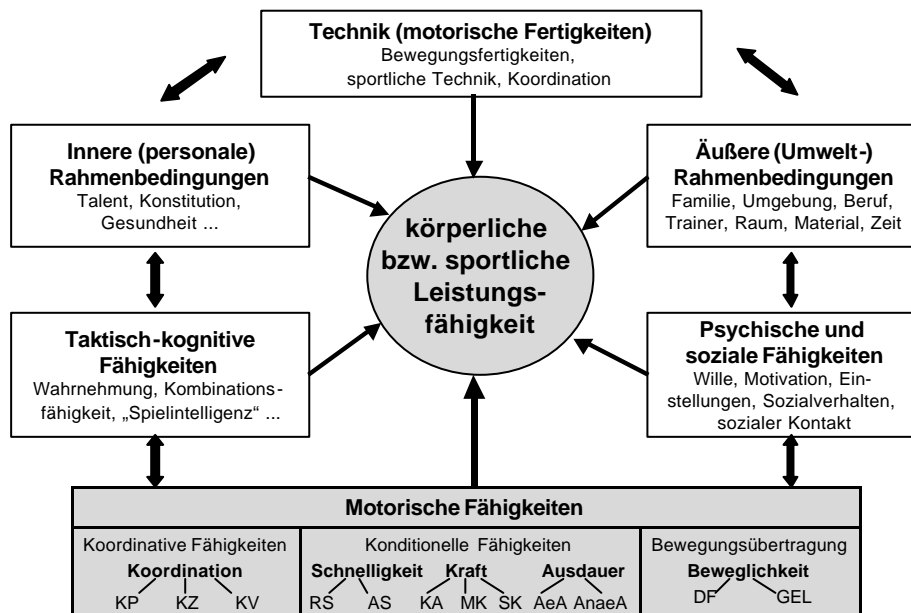 Technik (motorische Fertigkeiten)
Bewegungsfertigkeiten,
sportliche Technik, Koordination
Innere (personale)
Rahmenbedingungen
Talent, Konstitution,
Gesundheit ...
Äußere (Umwelt-)
Rahmenbedingungen
Familie, Umgebung, Beruf,
Trainer, Raum, Material, Zeit
körperliche
bzw. sportliche
Leistungs-
fähigkeit
Taktisch-kognitive
Fähigkeiten
Wahrnehmung, Kombinations-
fähigkeit, „Spielintelligenz“ ...
Psychische und
soziale Fähigkeiten
Wille, Motivation, Ein-
stellungen, Sozialverhalten,
sozialer Kontakt
Motorische Fähigkeiten
Koordinative Fähigkeiten
Koordination
KP KZ KV
Konditionelle Fähigkeiten
Schnelligkeit Kraft Ausdauer
RS AS KA MK SK AeA AnaeA
Bewegungsübertragung
Beweglichkeit
DF GEL